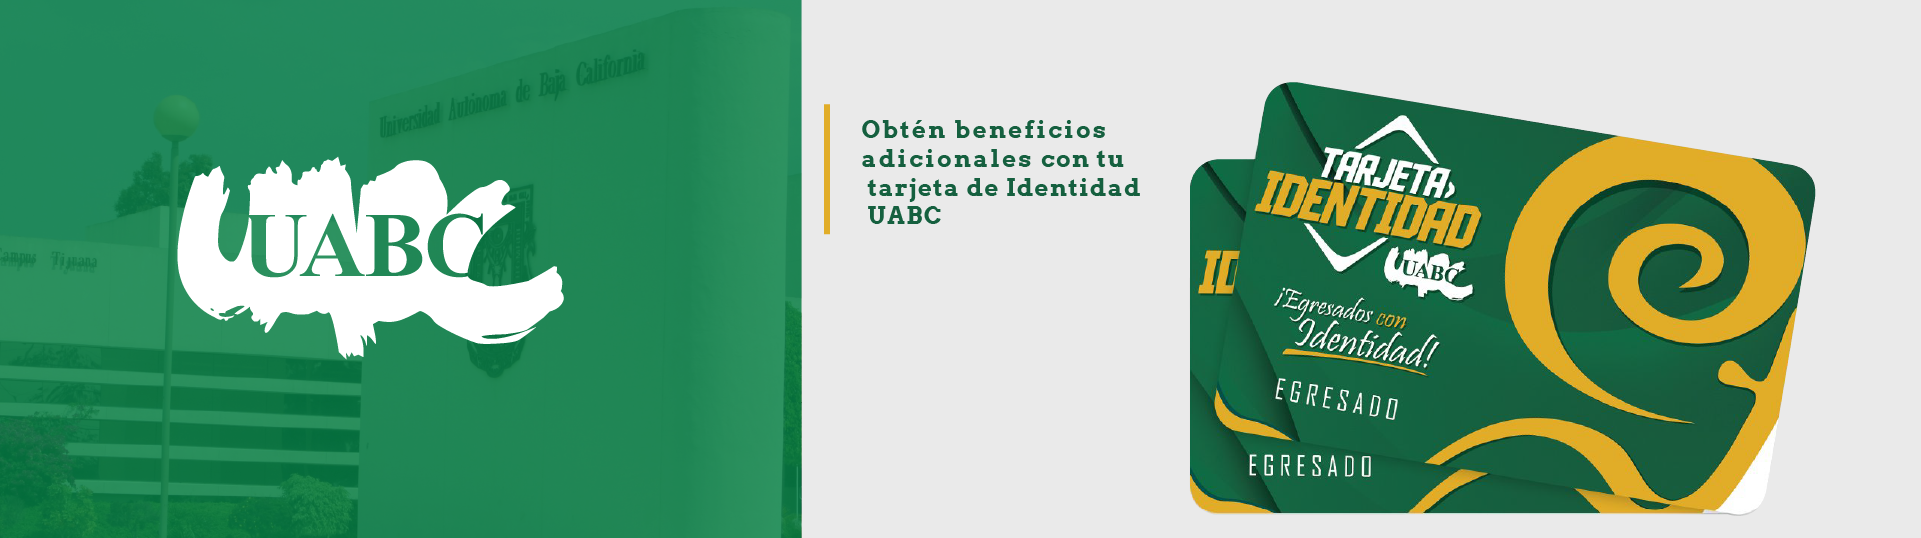 Universidad Autónoma de Baja California
Campus Tijuana
UABC
Obtén beneficios
adicionales con tu
tarjeta de Identidad
UABC
TARJETA
IDENTIDAD
UABC
¡Egresados con
Identidad!
EGRESADO
ID
EGRESADO